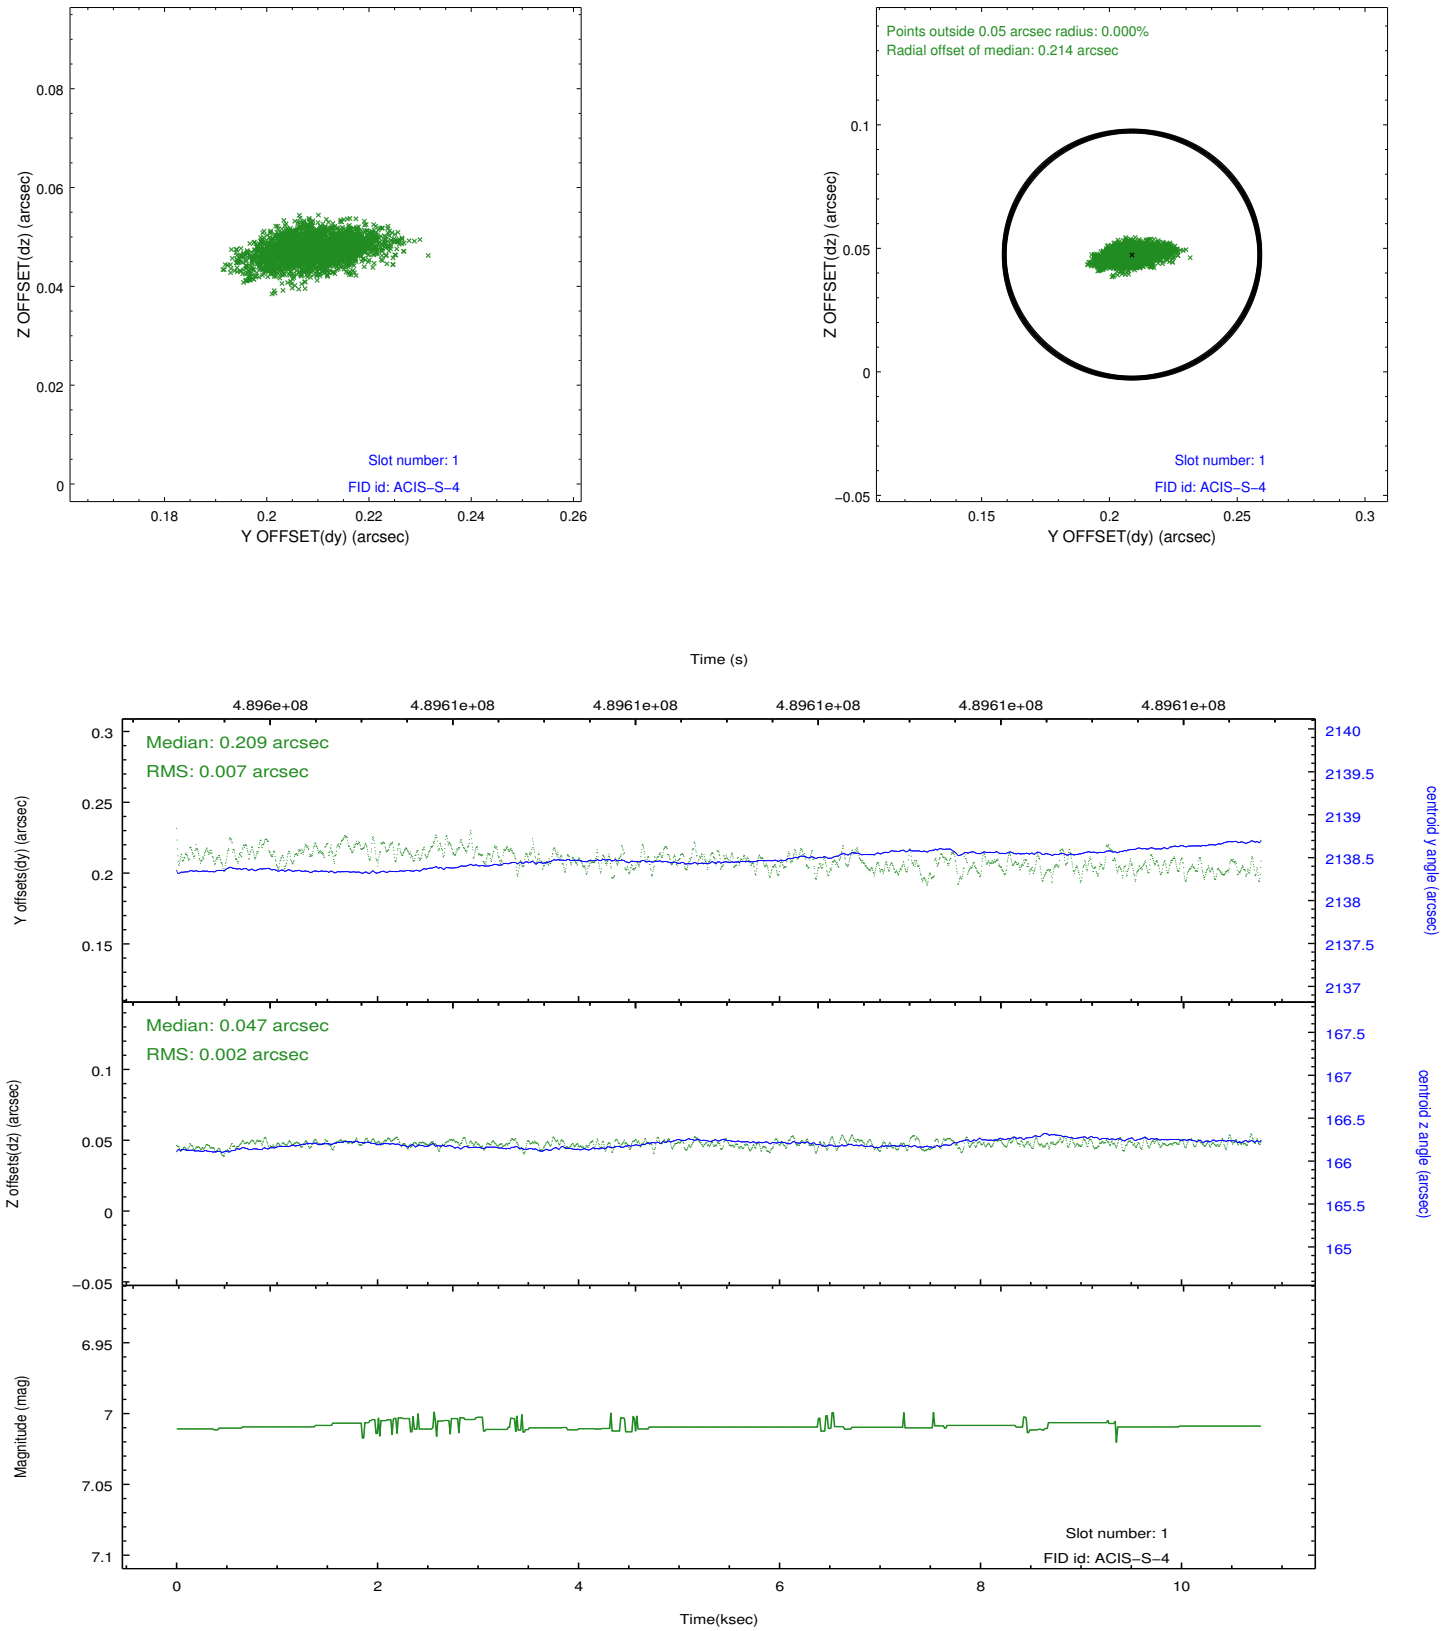 0.08
0.06
0.04
0.02
0
Z OFFSET(dz) (arcsec)
Slot number: 1
FID id: ACIS−S−4
0.18 0.2 0.22 0.24 0.26
Y OFFSET(dy) (arcsec)
Points outside 0.05 arcsec radius: 0.000%
Radial offset of median: 0.214 arcsec
0.1
0.05
0
−0.05
Z OFFSET(dz) (arcsec)
Slot number: 1
FID id: ACIS−S−4
0.15 0.2 0.25 0.3
Y OFFSET(dy) (arcsec)
Time (s)
4.896e+08 4.8961e+08 4.8961e+08 4.8961e+08 4.8961e+08 4.8961e+08
Median: 0.209 arcsec
RMS: 0.007 arcsec
0.3
0.25
0.2
0.15
Y offsets(dy) (arcsec)
2140
2139.5
2139
2138.5
2138
2137.5
2137
centroid y angle (arcsec)
Median: 0.047 arcsec
RMS: 0.002 arcsec
0.1
0.05
0
−0.05
Z offsets(dz) (arcsec)
167.5
167
166.5
166
165.5
165
centroid z angle (arcsec)
6.95
7
7.05
7.1
Magnitude (mag)
Slot number: 1
FID id: ACIS−S−4
0 2 4 6 8 10
Time(ksec)